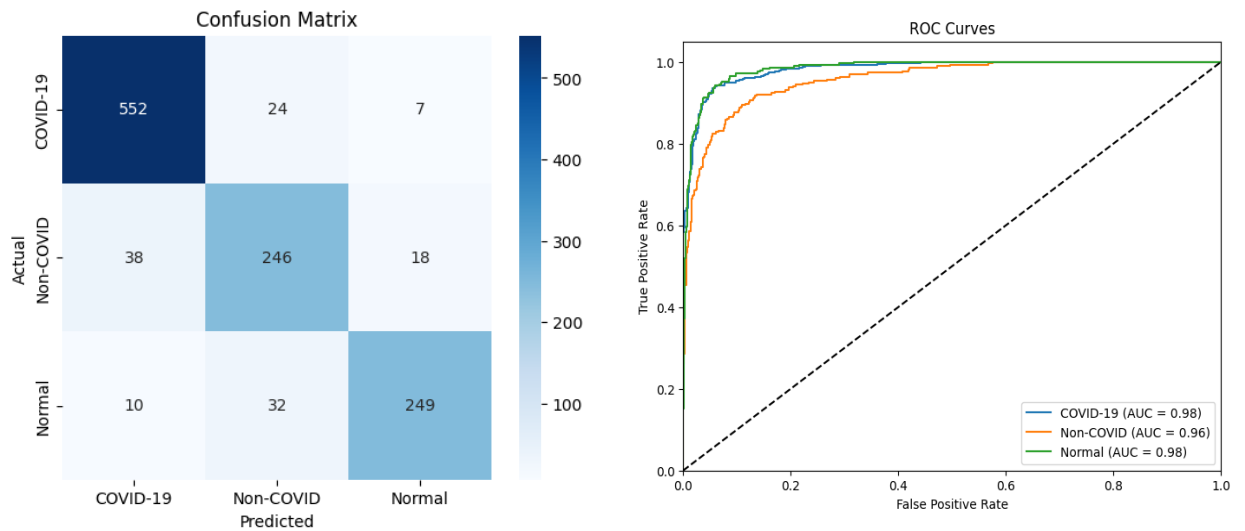 Confusion Matrix
COVID-19
Non-COVID
Normal
Actual
552 24 7
38 246 18
10 32 249
COVID-19 Non-COVID Normal
Predicted
500
400
300
200
100
ROC Curves
True Positive Rate
1.0
0.8
0.6
0.4
0.2
0.0
0.0 0.2 0.4 0.6 0.8 1.0
False Positive Rate
COVID-19 (AUC = 0.98)
Non-COVID (AUC = 0.96)
Normal (AUC = 0.98)